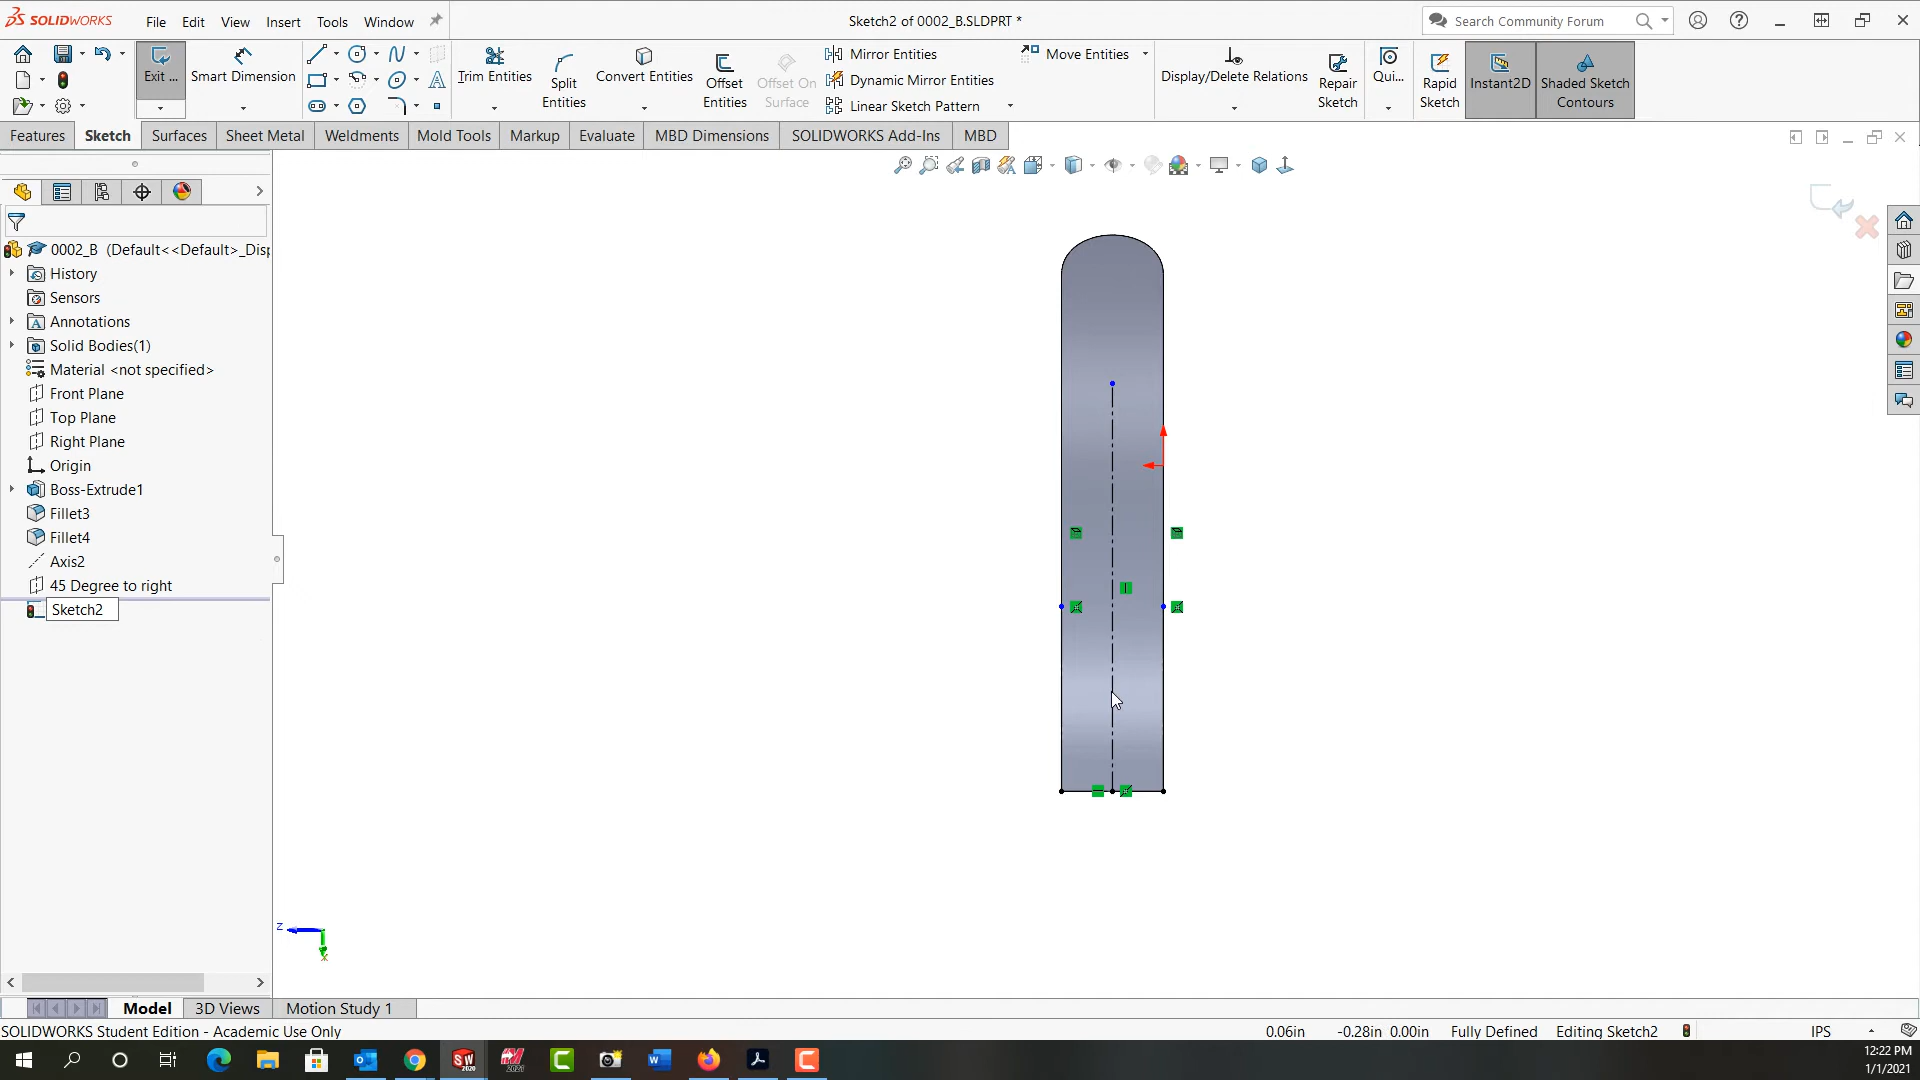 SOLIDWORKS
File Edit View Insert Tools Window
Sketch2 of 0002_B.SLDPRT *
Search Community Forum
Exit ...
Smart Dimension
Trim Entities
Split Entities
Convert Entities
Offset Entities
Offset On Surface
Mirror Entities
Dynamic Mirror Entities
Linear Sketch Pattern
Move Entities
Display/Delete Relations
Repair Sketch
Qui...
Rapid Sketch
Instant2D
Shaded Sketch Contours
Features Sketch Surfaces Sheet Metal Weldments Mold Tools Markup Evaluate MBD Dimensions SOLIDWORKS Add-Ins MBD
0002_B (Default<<Default>_Disp
History
Sensors
Annotations
Solid Bodies(1)
Material <not specified>
Front Plane
Top Plane
Right Plane
Origin
Boss-Extrude1
Fillet3
Fillet4
Axis2
45 Degree to right
Sketch2
Z
Model 3D Views Motion Study 1
SOLIDWORKS Student Edition - Academic Use Only
0.06in -0.28in 0.00in Fully Defined Editing Sketch2 IPS
12:22 PM
1/1/2021